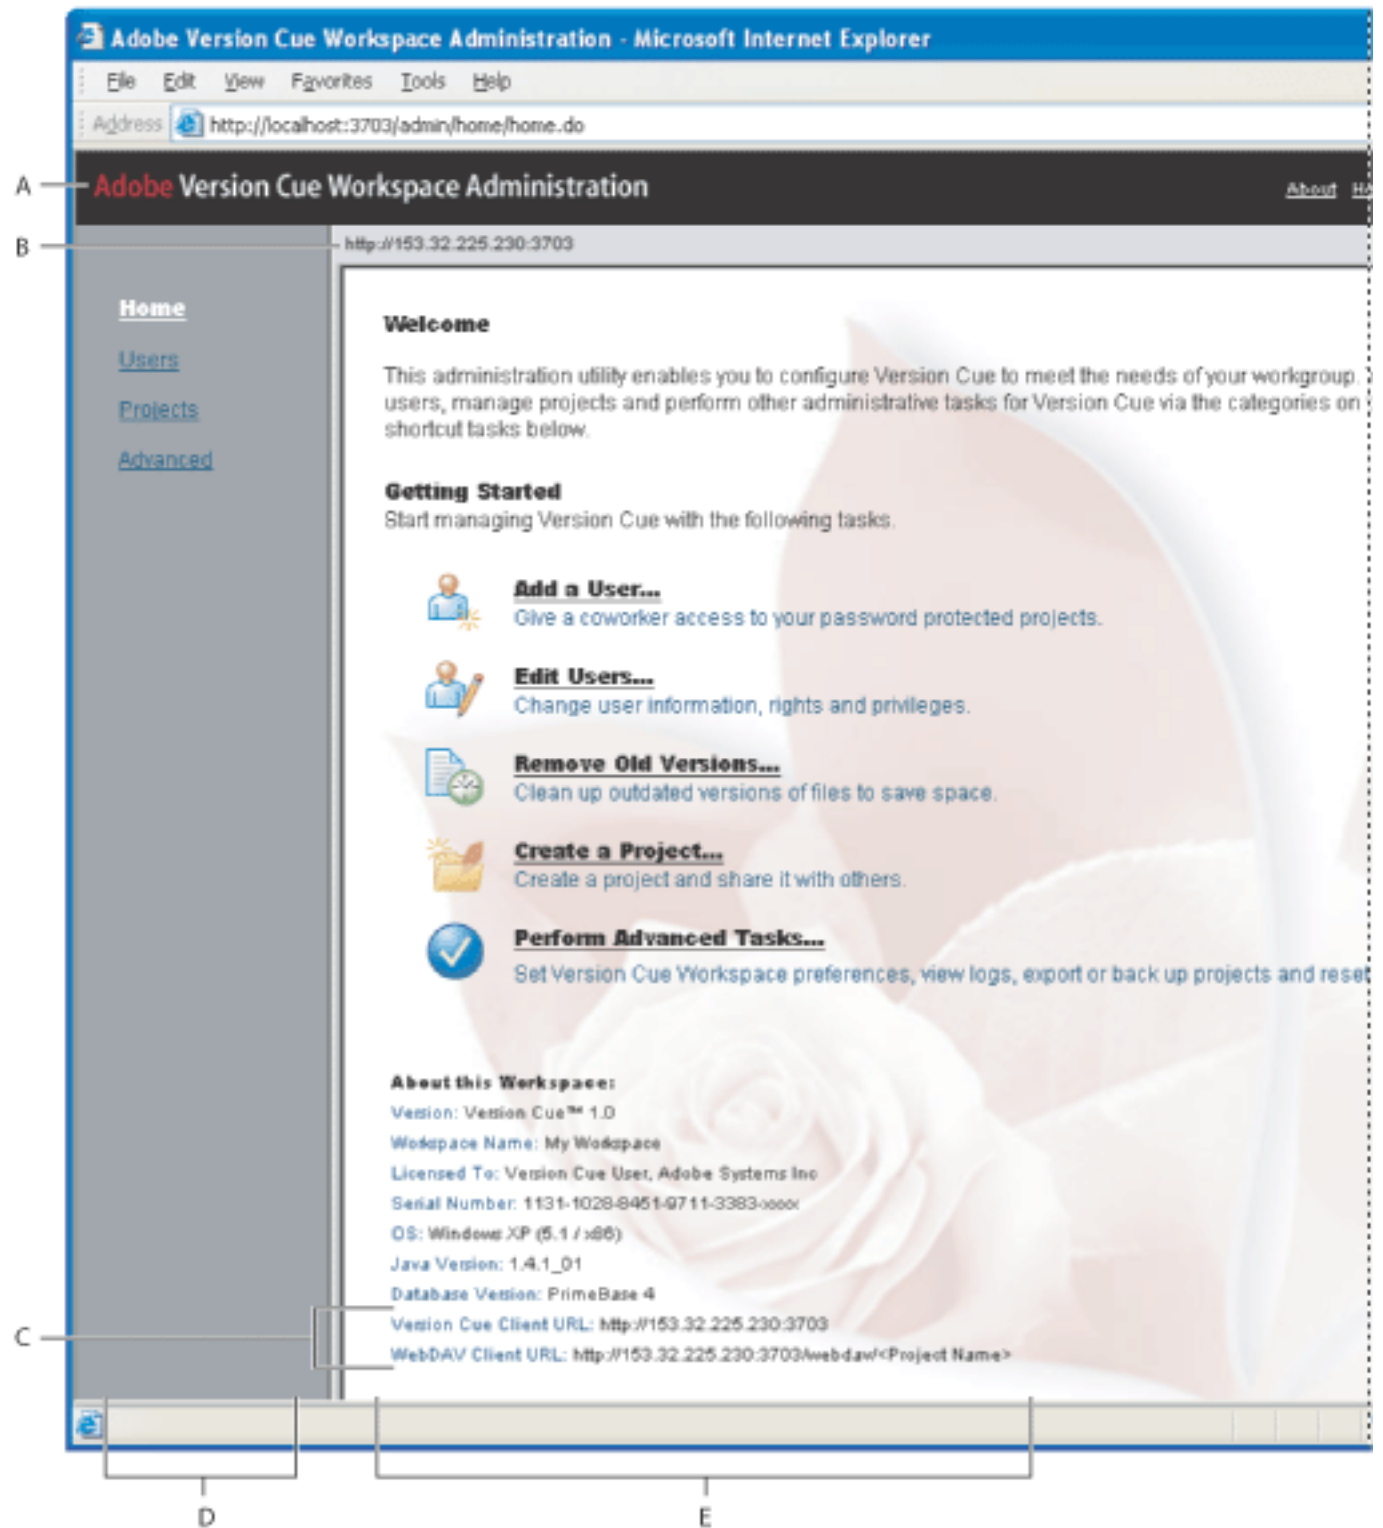 Adobe Version Cue Workspace Administration - Microsoft Internet Explorer
File Edit View Favorites Tools Help
Address http://localhost:3703/admin/home/home.do
A
Adobe Version Cue Workspace Administration
About
B
http://153.32.225.230:3703
Home
Users
Projects
Advanced
Welcome
This administration utility enables you to configure Version Cue to meet the needs of your workgroup.
users, manage projects and perform other administrative tasks for Version Cue via the categories on
shortcut tasks below.
Getting Started
Start managing Version Cue with the following tasks.
Add a User...
Give a coworker access to your password protected projects.
Edit Users...
Change user information, rights and privileges.
Remove Old Versions...
Clean up outdated versions of files to save space.
Create a Project...
Create a project and share it with others.
Perform Advanced Tasks...
Set Version Cue Workspace preferences, view logs, export or back up projects and reset
About this Workspace:
Version: Version Cue™ 1.0
Workspace Name: My Workspace
Licensed To: Version Cue User, Adobe Systems Inc
Serial Number: 1131-1028-8451-9711-3383-xxxx
OS: Windows XP (5.1 / x86)
Java Version: 1.4.1_01
Database Version: PrimeBase 4
C
Version Cue Client URL: http://153.32.225.230:3703
WebDAV Client URL: http://153.32.225.230:3703/webdav/<Project Name>
D
E